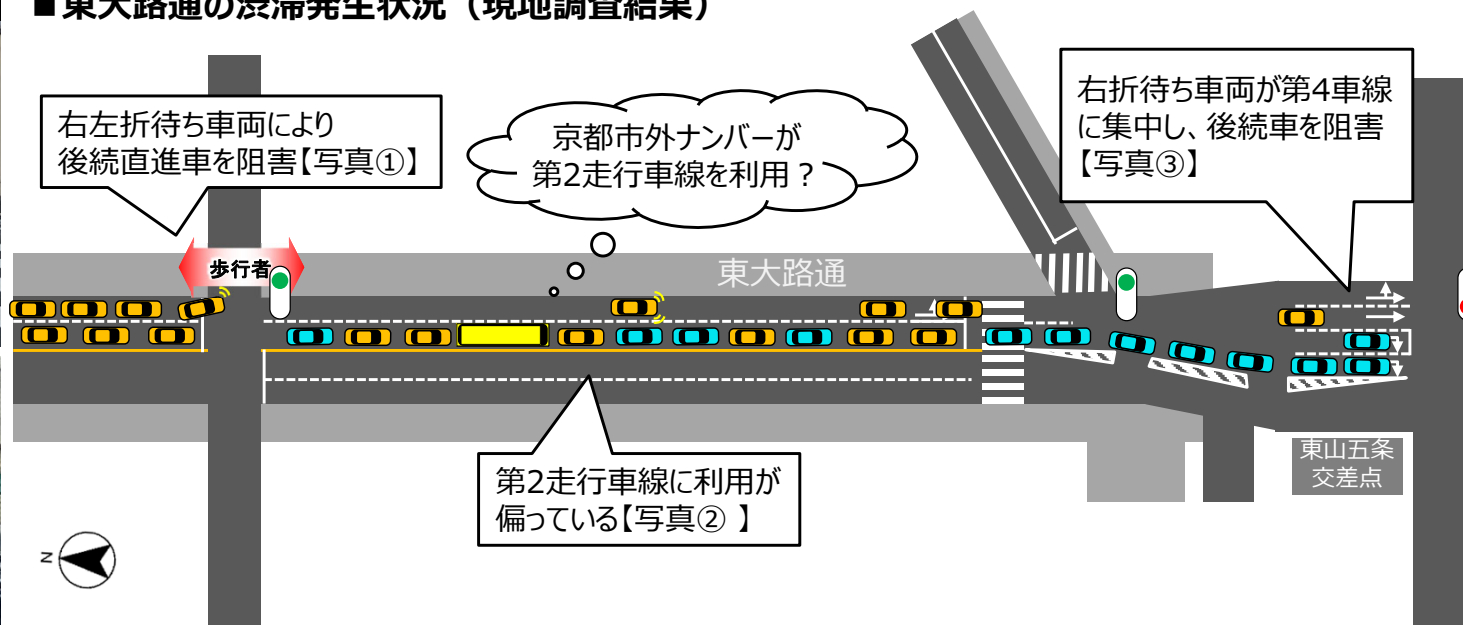 ■東大路通の渋滞発生状況（現地調査結果）
右左折待ち車両により
後続直進車を阻害【写真①】
京都市外ナンバーが
第2走行車線を利用？
右折待ち車両が第4車線
に集中し、後続車を阻害
【写真③】
歩行者
東大路通
第2走行車線に利用が
偏っている【写真② 】
東山五条
交差点
N